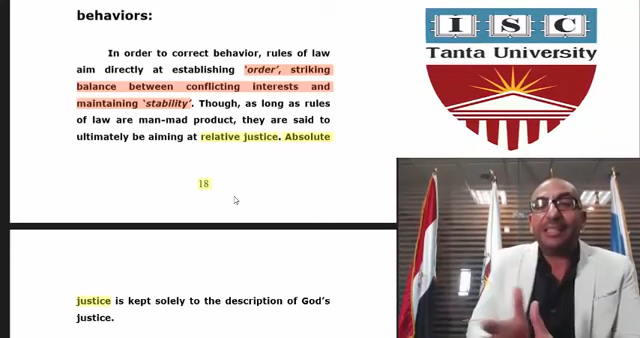 behaviors:
In order to correct behavior, rules of law
aim directly at establishing ‘order’, striking
balance between conflicting interests and
maintaining ‘stability’. Though, as long as rules
of law are man-mad product, they are said to
ultimately be aiming at relative justice. Absolute
18
justice is kept solely to the description of God’s
justice.
I S C
Tanta University